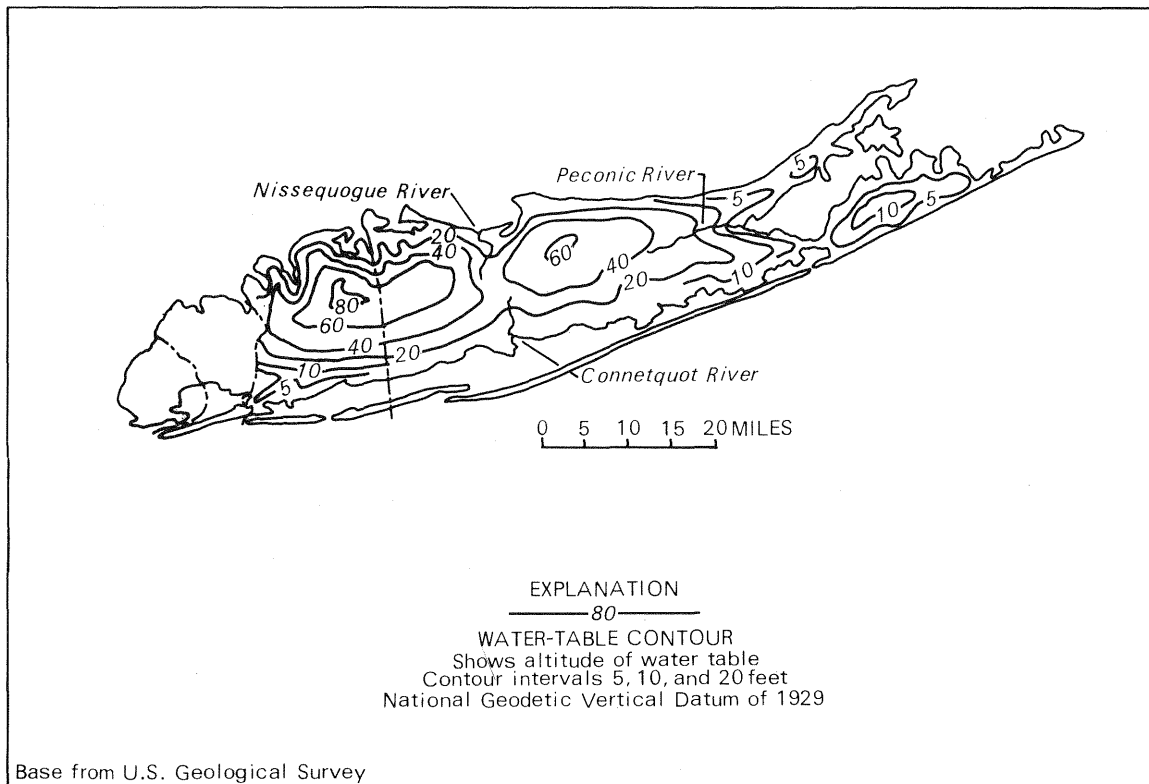 5
Peconic River
Nissequogue River
5
10
5
20
40
60
40
20
10
80
60
40
20
10
5
Connetquot River
0 5 10 15 20 MILES
EXPLANATION
80
WATER-TABLE CONTOUR
Shows altitude of water table
Contour intervals 5, 10, and 20 feet
National Geodetic Vertical Datum of 1929
Base from U.S. Geological Survey